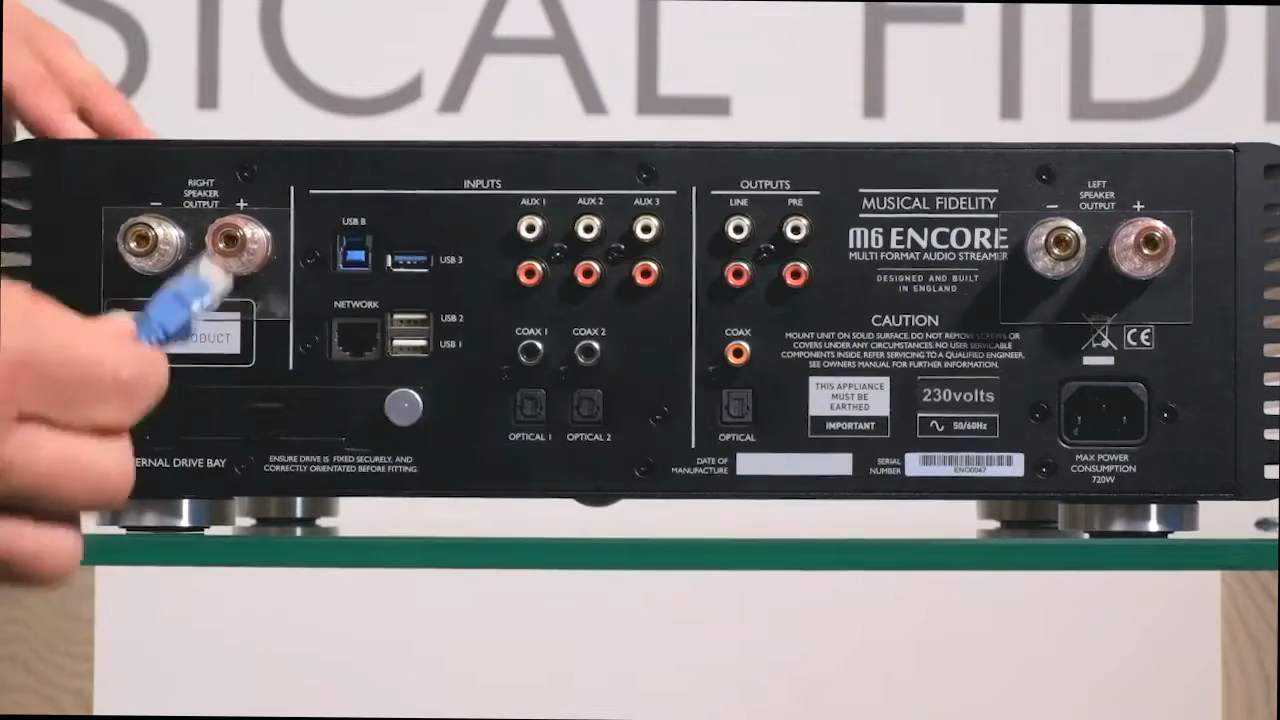 SICAL FID
RIGHT
SPEAKER
OUTPUT
- +
INPUTS
AUX 1 AUX 2 AUX 3
USB B
USB 3
NETWORK
USB 2
USB 1
COAX 1 COAX 2
OPTICAL 1 OPTICAL 2
ODUCT
ERNAL DRIVE BAY
ENSURE DRIVE IS FIXED SECURELY, AND
CORRECTLY ORIENTATED BEFORE FITTING.
OUTPUTS
LINE PRE
COAX
OPTICAL
MUSICAL FIDELITY
M6 ENCORE
MULTI FORMAT AUDIO STREAMER
DESIGNED AND BUILT
IN ENGLAND
CAUTION
MOUNT UNIT ON SOLID SURFACE, DO NOT REMOVE SCREWS OR
COVERS UNDER ANY CIRCUMSTANCES. NO USER SERVICABLE
COMPONENTS INSIDE, REFER SERVICING TO A QUALIFIED ENGINEER,
SEE OWNERS MANUAL FOR FURTHER INFORMATION.
THIS APPLIANCE
MUST BE
EARTHED
IMPORTANT
230volts
50/60Hz
DATE OF
MANUFACTURE
SERIAL
NUMBER
ENO0047
LEFT
SPEAKER
OUTPUT
- +
CE
MAX POWER
CONSUMPTION
720W